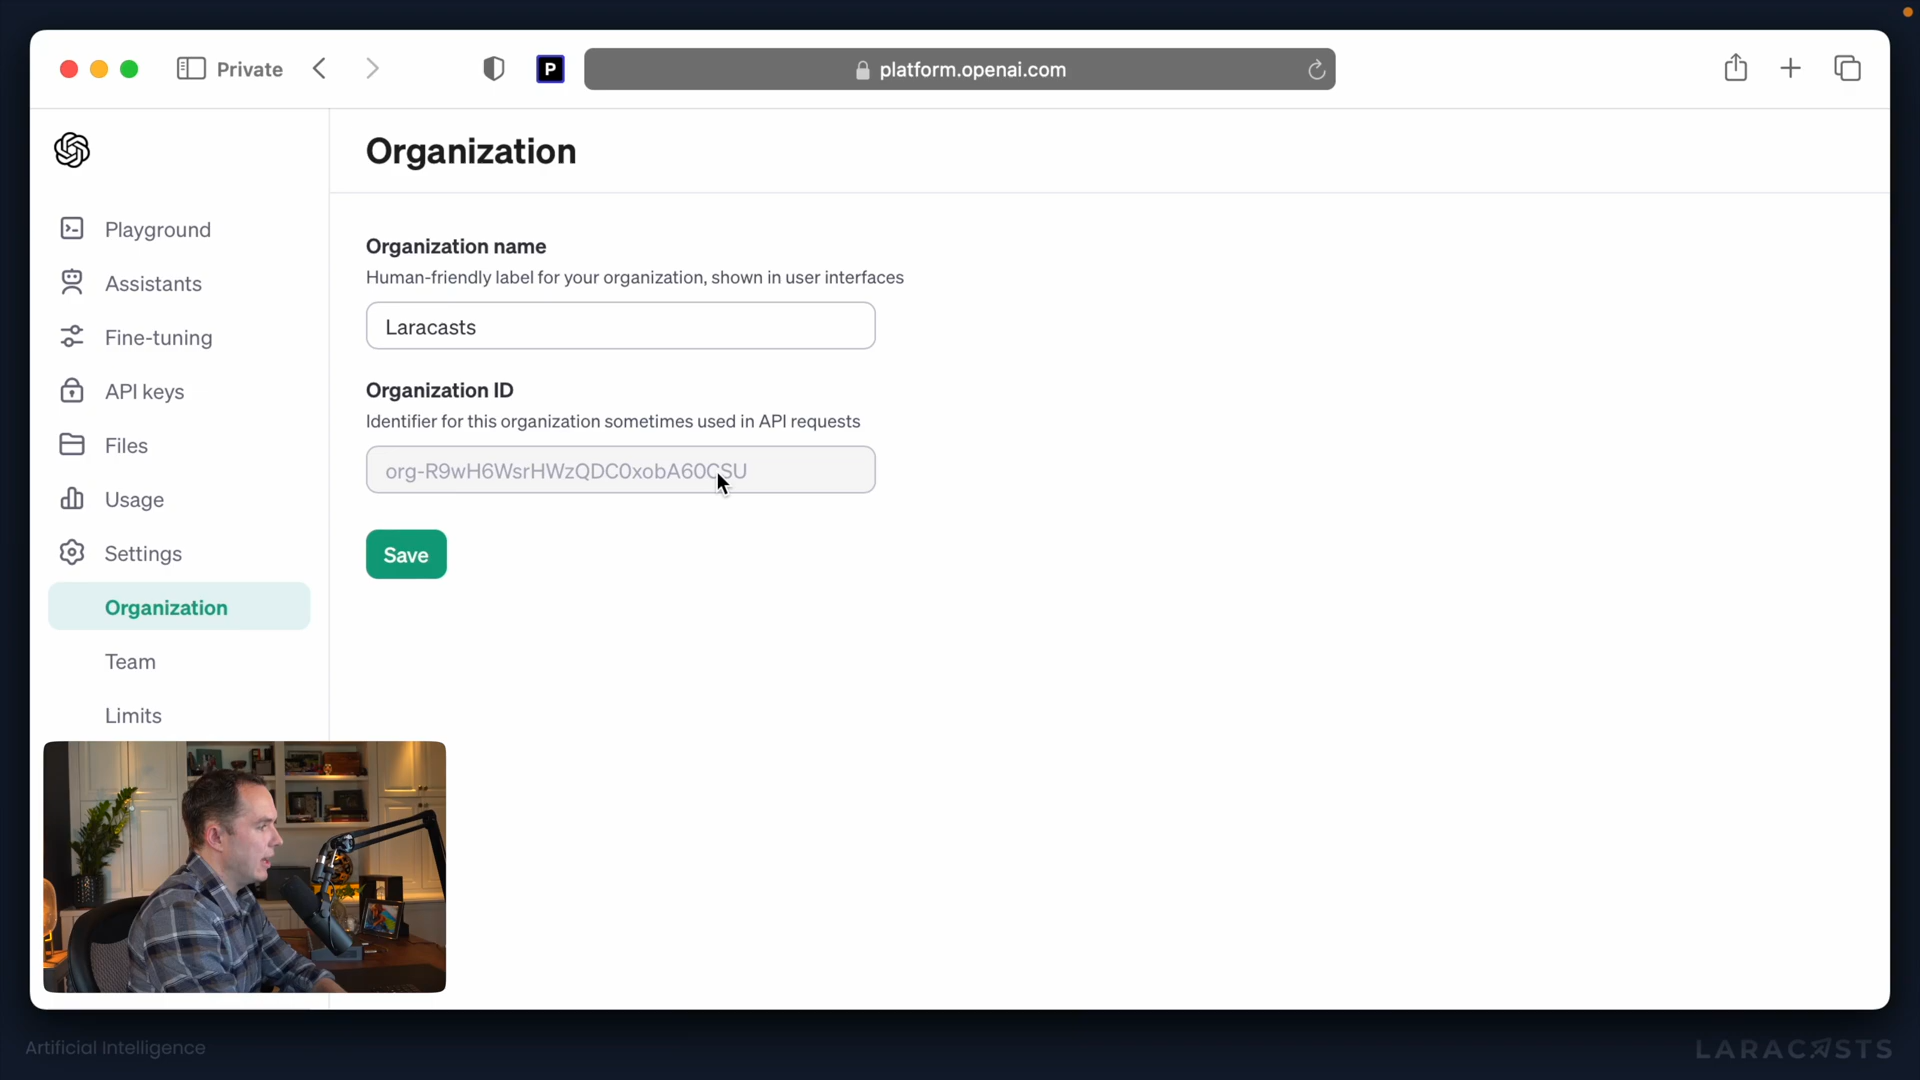 Private
P
platform.openai.com
Organization
Playground
Assistants
Fine-tuning
API keys
Files
Usage
Settings
Organization
Team
Limits
Organization name
Human-friendly label for your organization, shown in user interfaces
Laracasts
Organization ID
Identifier for this organization sometimes used in API requests
org-R9wH6WsrHWzQDC0xobA60CSU
Save
Artificial Intelligence
LARACASTS